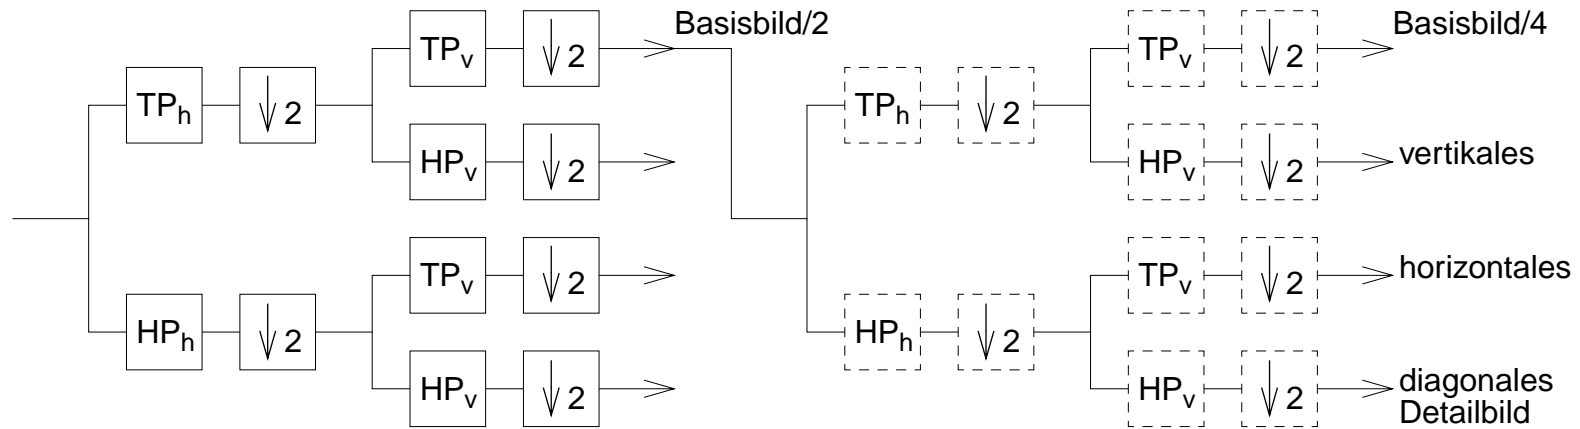 Basisbild/2
Basisbild/4
TPv ↓2 TPv ↓2
TPh ↓2 TPh ↓2
HPv ↓2 HPv ↓2 vertikales
TPv ↓2 TPv ↓2 horizontales
HPh ↓2 HPh ↓2
HPv ↓2 HPv ↓2 diagonales
Detailbild